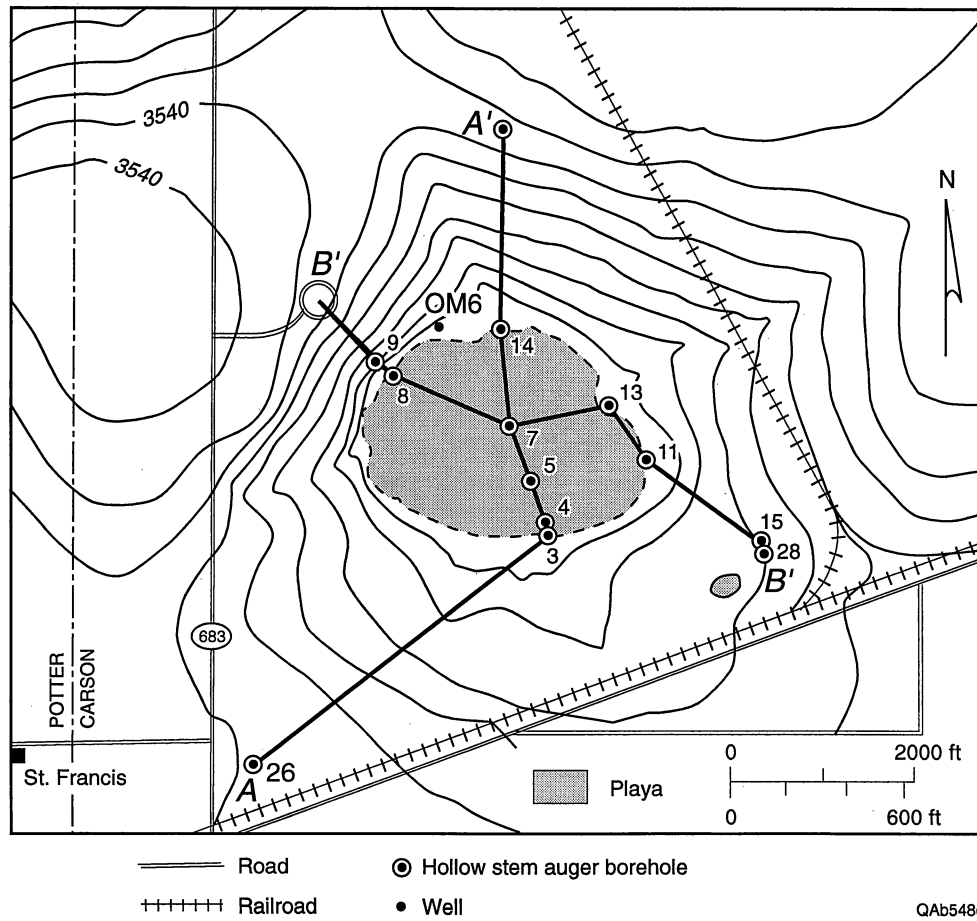 3540
3540
A'
N
B'
OM6
9
8
14
13
7
11
5
4
3
15
28
B'
683
POTTER
CARSON
26
A
St. Francis
Playa
0 2000 ft
0 600 ft
Road
Hollow stem auger borehole
Railroad
Well